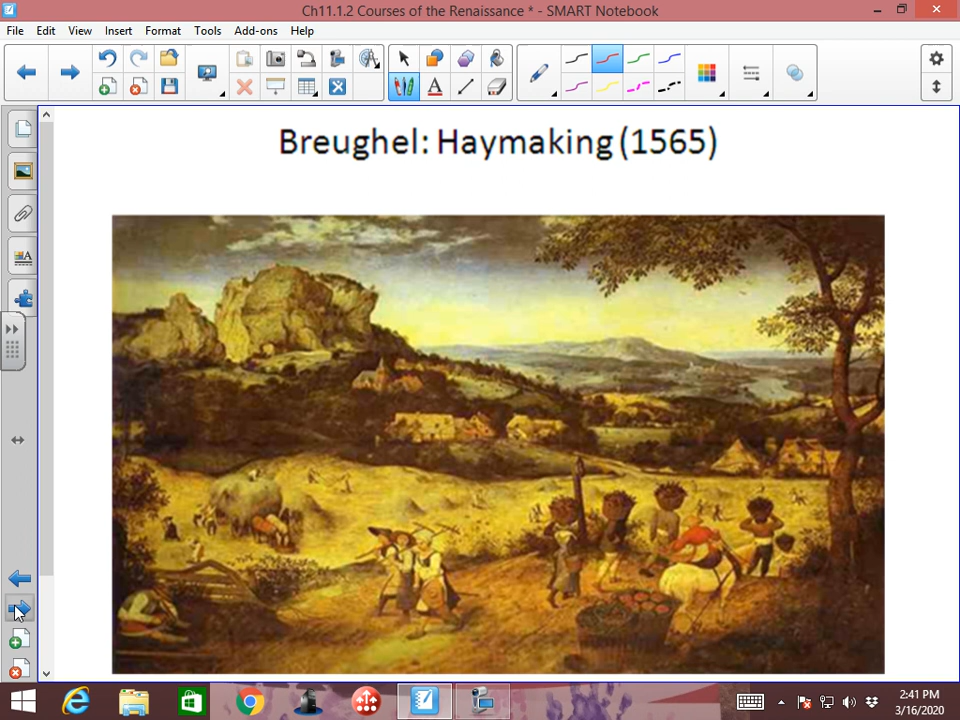 Ch11.1.2 Courses of the Renaissance * - SMART Notebook
File Edit View Insert Format Tools Add-ons Help
Breughel: Haymaking (1565)
2:41 PM
3/16/2020